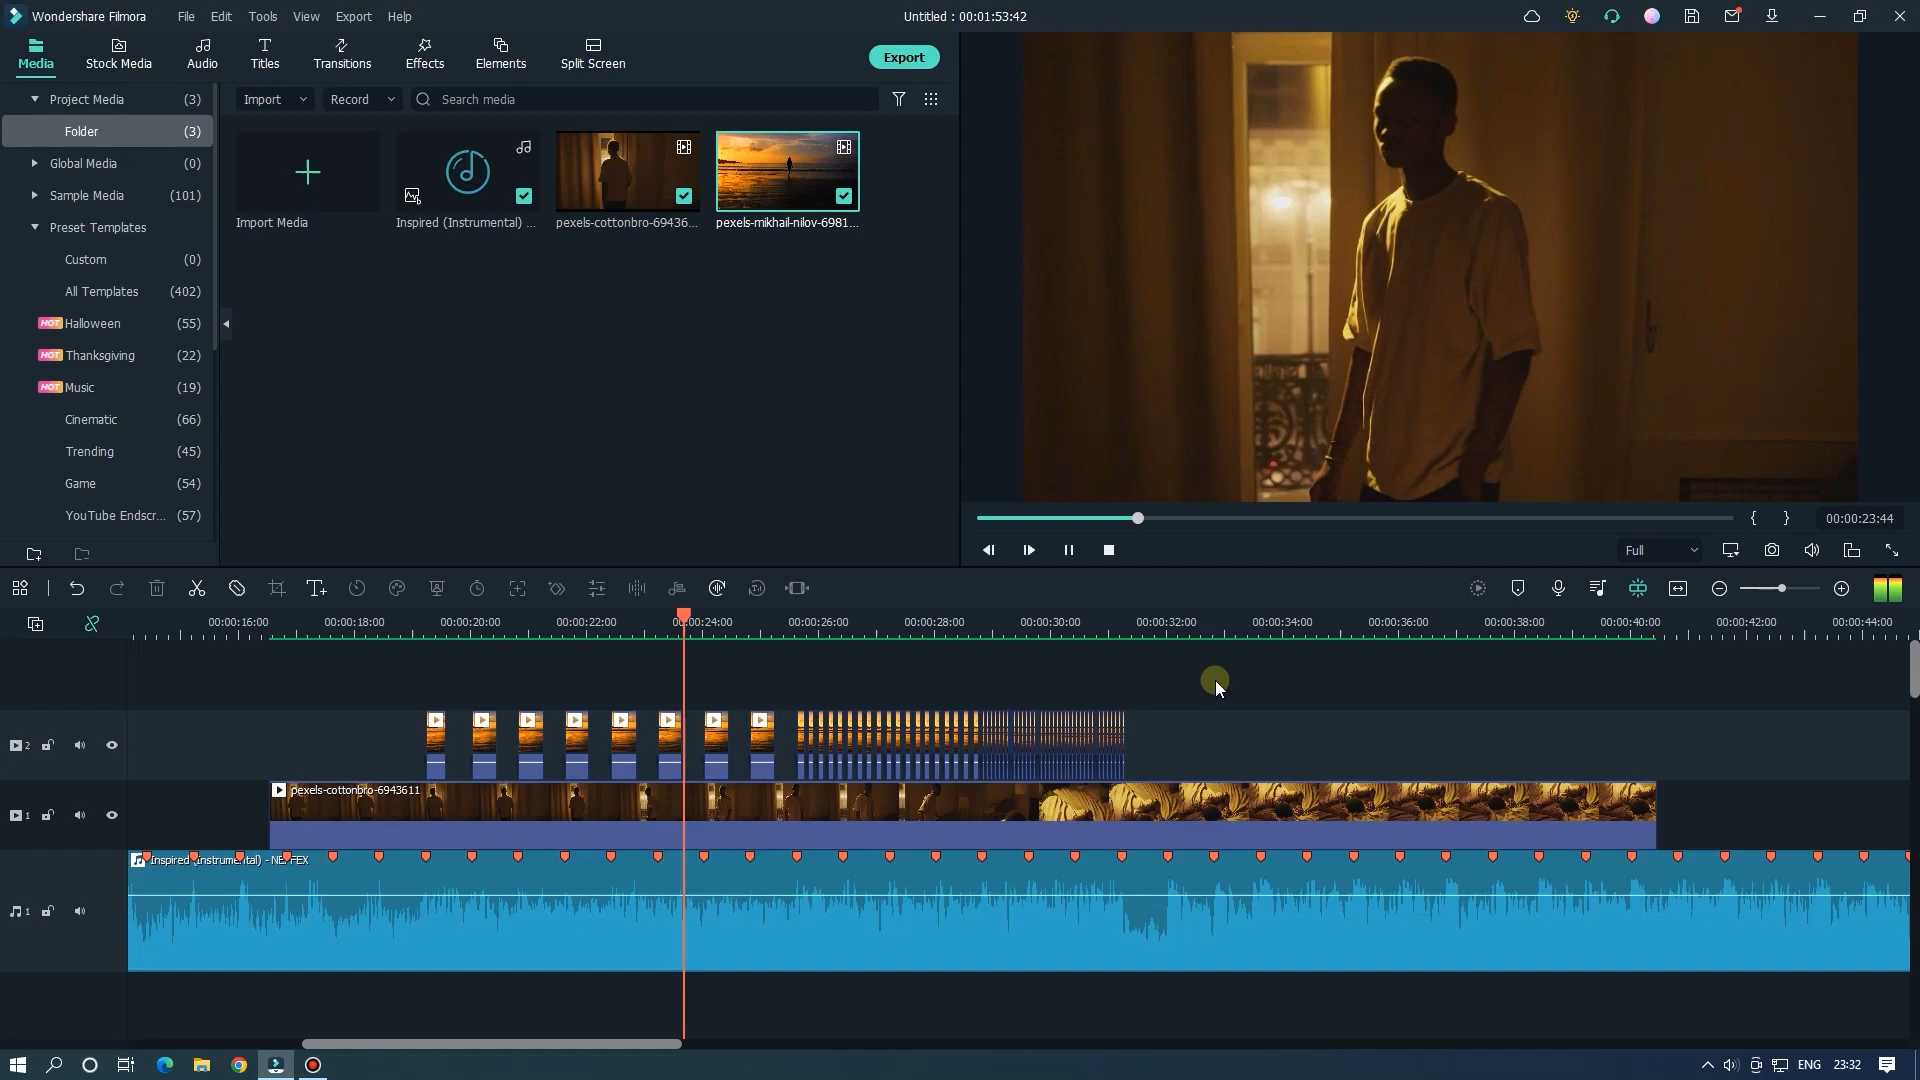 Wondershare Filmora File Edit Tools View Export Help Untitled : 00:01:53:42
Media Stock Media Audio Titles Transitions Effects Elements Split Screen Export
Project Media (3)
Folder (3)
Global Media (0)
Sample Media (101)
Preset Templates
Custom (0)
All Templates (402)
HOT Halloween (55)
HOT Thanksgiving (22)
HOT Music (19)
Cinematic (66)
Trending (45)
Game (54)
YouTube Endscr... (57)
Import Record Search media
Import Media Inspired (Instrumental) ... pexels-cottonbro-69436... pexels-mikhail-nilov-6981...
{ } 00:00:23:44
Full
00:00:16:00 00:00:18:00 00:00:20:00 00:00:22:00 00:00:24:00 00:00:26:00 00:00:28:00 00:00:30:00 00:00:32:00 00:00:34:00 00:00:36:00 00:00:38:00 00:00:40:00 00:00:42:00 00:00:44:00
2
1 pexels-cottonbro-6943611
Inspired (Instrumental) - NEFFEX
1
ENG 23:32